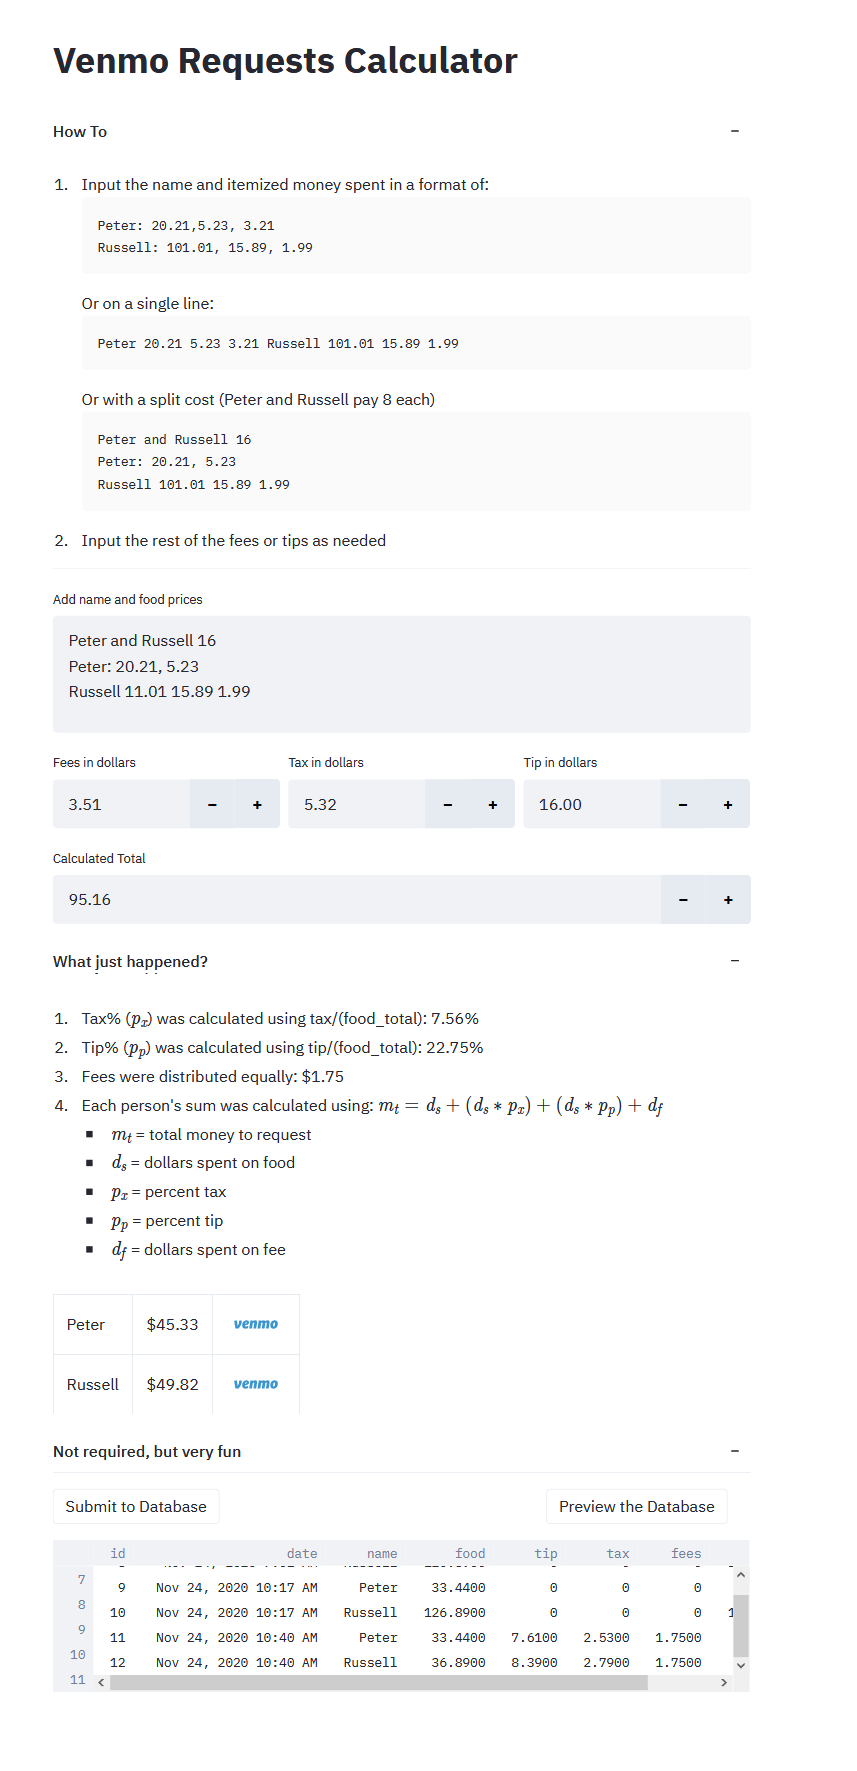 Venmo Requests Calculator
How To
−
1. Input the name and itemized money spent in a format of:
Peter: 20.21,5.23, 3.21
Russell: 101.01, 15.89, 1.99
Or on a single line:
Peter 20.21 5.23 3.21 Russell 101.01 15.89 1.99
Or with a split cost (Peter and Russell pay 8 each)
Peter and Russell 16
Peter: 20.21, 5.23
Russell 101.01 15.89 1.99
2. Input the rest of the fees or tips as needed
Add name and food prices
Peter and Russell 16
Peter: 20.21, 5.23
Russell 11.01 15.89 1.99
Fees in dollars Tax in dollars Tip in dollars
3.51 − + 5.32 − + 16.00 − +
Calculated Total
95.16 − +
What just happened?
−
1. Tax% (pₓ) was calculated using tax/(food_total): 7.56%
2. Tip% (pₚ) was calculated using tip/(food_total): 22.75%
3. Fees were distributed equally: $1.75
4. Each person's sum was calculated using: mₜ = dₛ + (dₛ * pₓ) + (dₛ * pₚ) + d_f
▪ mₜ = total money to request
▪ dₛ = dollars spent on food
▪ pₓ = percent tax
▪ pₚ = percent tip
▪ d_f = dollars spent on fee
Peter $45.33 venmo
Russell $49.82 venmo
Not required, but very fun
−
Submit to Database Preview the Database
id date name food tip tax fees
7 9 Nov 24, 2020 10:17 AM Peter 33.4400 0 0 0
8 10 Nov 24, 2020 10:17 AM Russell 126.8900 0 0 0 1
9 11 Nov 24, 2020 10:40 AM Peter 33.4400 7.6100 2.5300 1.7500
10 12 Nov 24, 2020 10:40 AM Russell 36.8900 8.3900 2.7900 1.7500
11